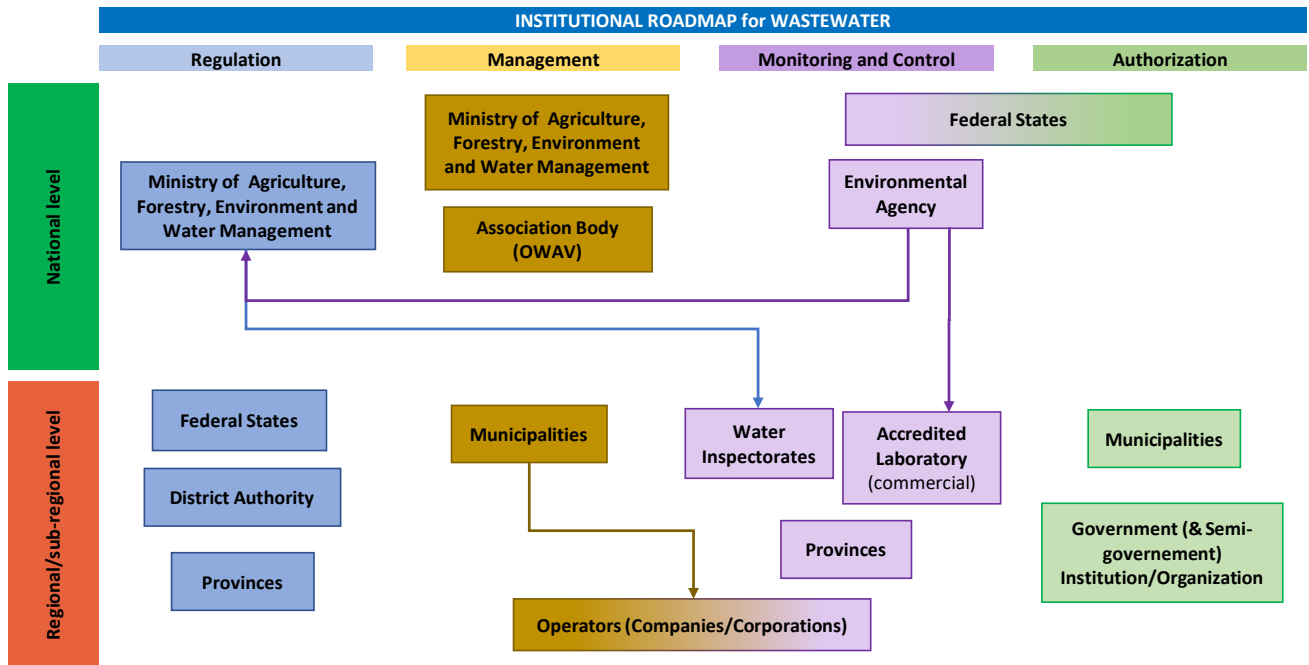 INSTITUTIONAL ROADMAP for WASTEWATER
Regulation
Management
Monitoring and Control
Authorization
National level
Ministry of Agriculture,
Forestry, Environment and
Water Management
Ministry of Agriculture,
Forestry, Environment
and Water Management
Association Body
(OWAV)
Federal States
Environmental
Agency
Regional/sub-regional level
Federal States
District Authority
Provinces
Municipalities
Operators (Companies/Corporations)
Water
Inspectorates
Accredited
Laboratory
(commercial)
Provinces
Municipalities
Government (& Semi-
governement)
Institution/Organization